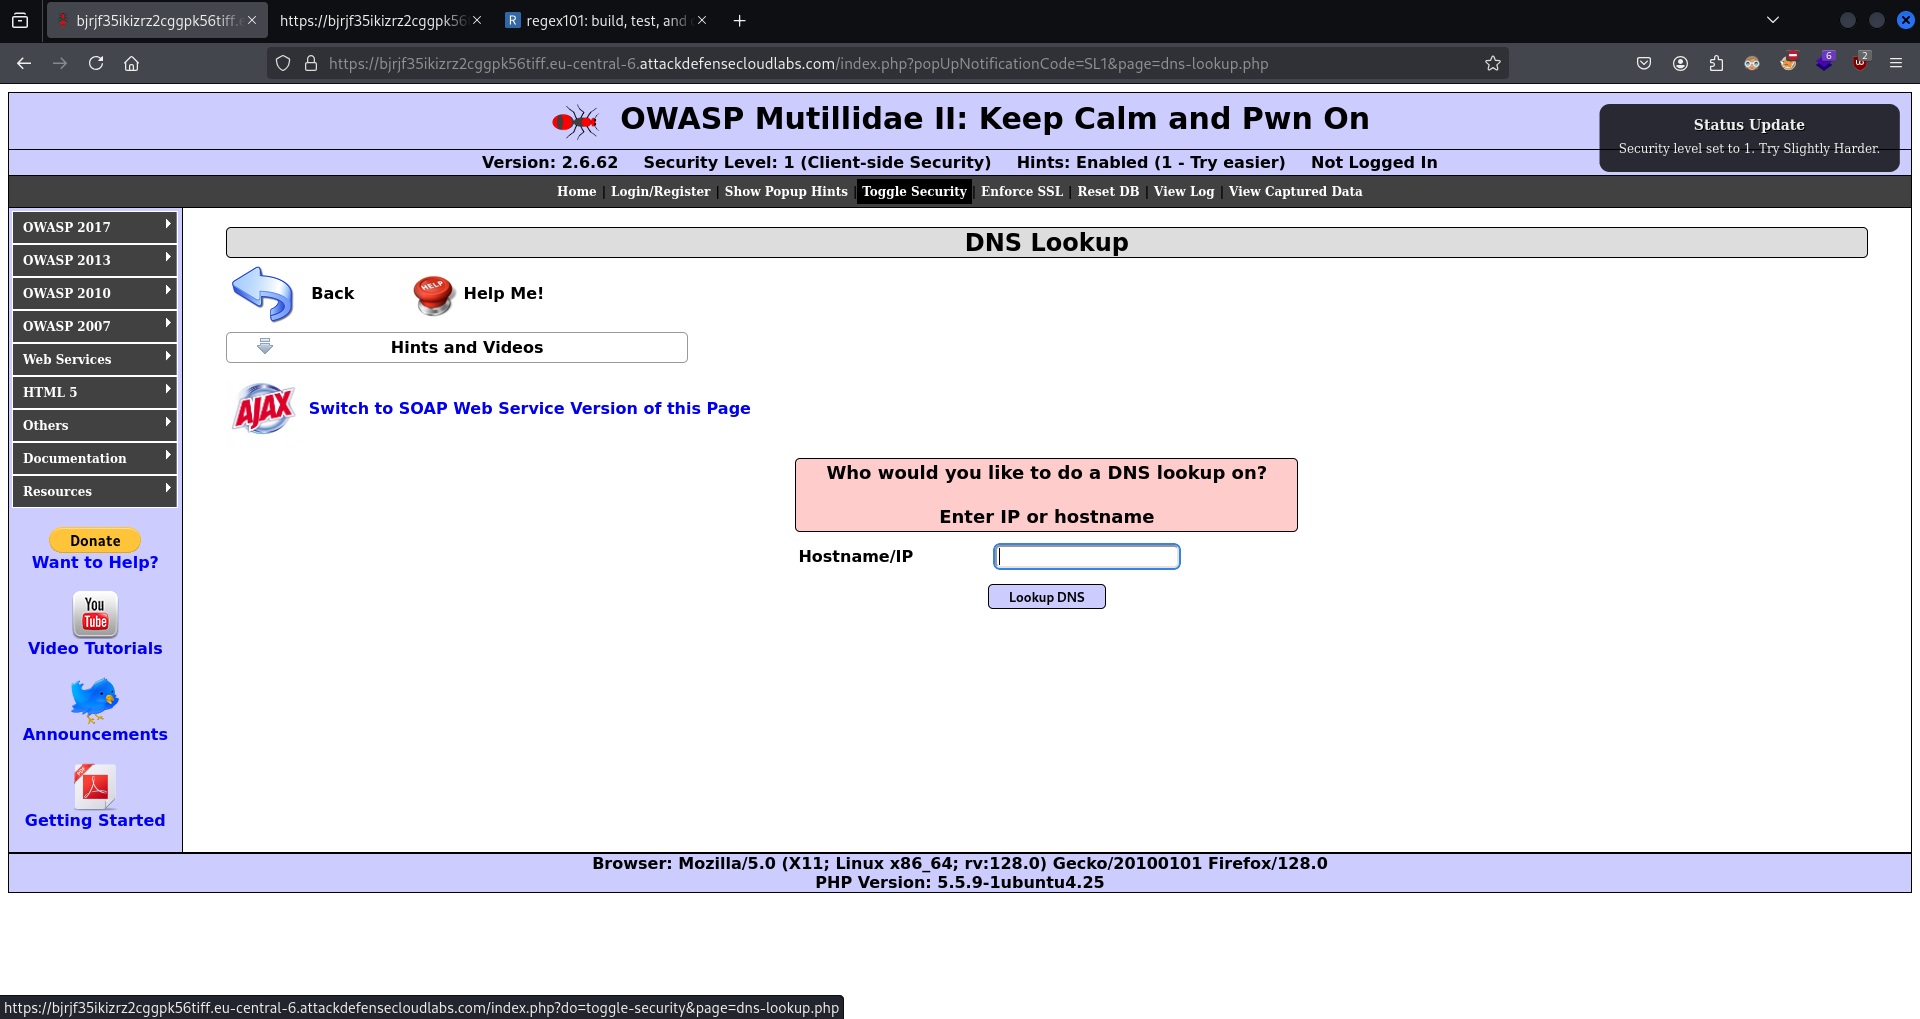 bjrjf35ikizrz2cggpk56tiff.
https://bjrjf35ikizrz2cggpk56
regex101: build, test, and
https://bjrjf35ikizrz2cggpk56tiff.eu-central-6.attackdefensecloudlabs.com/index.php?popUpNotificationCode=SL1&page=dns-lookup.php
6
2
OWASP Mutillidae II: Keep Calm and Pwn On
Status Update
Security level set to 1. Try Slightly Harder.
Version: 2.6.62 Security Level: 1 (Client-side Security) Hints: Enabled (1 - Try easier) Not Logged In
Home | Login/Register | Show Popup Hints | Toggle Security | Enforce SSL | Reset DB | View Log | View Captured Data
OWASP 2017
OWASP 2013
OWASP 2010
OWASP 2007
Web Services
HTML 5
Others
Documentation
Resources
Donate
Want to Help?
You
Tube
Video Tutorials
Announcements
PDF
Getting Started
DNS Lookup
Back
HELP
Help Me!
Hints and Videos
AJAX
Switch to SOAP Web Service Version of this Page
Who would you like to do a DNS lookup on?
Enter IP or hostname
Hostname/IP
Lookup DNS
Browser: Mozilla/5.0 (X11; Linux x86_64; rv:128.0) Gecko/20100101 Firefox/128.0
PHP Version: 5.5.9-1ubuntu4.25
https://bjrjf35ikizrz2cggpk56tiff.eu-central-6.attackdefensecloudlabs.com/index.php?do=toggle-security&page=dns-lookup.php